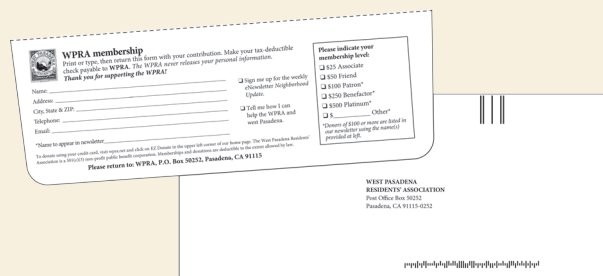 WPRA membership
Print or type, then return this form with your contribution. Make your tax-deductible
check payable to WPRA. The WPRA never releases your personal information.
Thank you for supporting the WPRA!
Name:
Address:
City, State & ZIP:
Telephone:
Email:
*Name to appear in newsletter
❑ Sign me up for the weekly
eNewsletter Neighborhood
Update.
❑ Tell me how I can
help the WPRA and
west Pasadena.
Please indicate your
membership level:
❑ $25 Associate
❑ $50 Friend
❑ $100 Patron*
❑ $250 Benefactor*
❑ $500 Platinum*
❑ $ Other*
*Donors of $100 or more are listed in
our newsletter using the name(s)
provided at left.
To donate using your credit card, visit wpra.net and click on EZ Donate in the upper left corner of our home page. The West Pasadena Residents'
Association is a 501(c)(3) non-profit public benefit corporation. Memberships and donations are deductible to the extent allowed by law.
Please return to: WPRA, P.O. Box 50252, Pasadena, CA 91115
WEST PASADENA
RESIDENTS' ASSOCIATION
Post Office Box 50252
Pasadena, CA 91115-0252